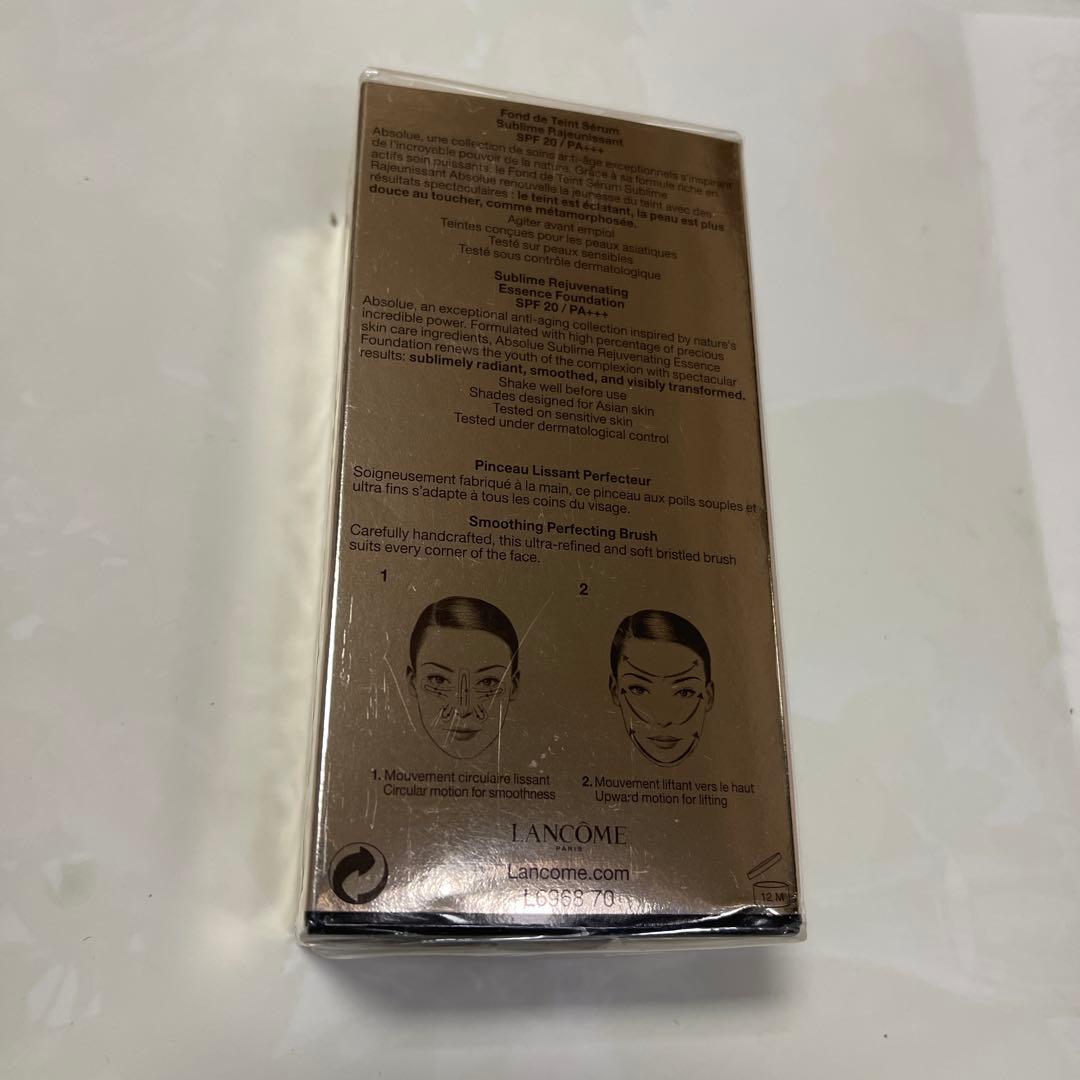 Fond de Teint Sérum
Sublime Rajeunissant
SPF 20 / PA+++
Absolue, une collection de soins anti-âge exceptionnels s'inspirant
de l'incroyable pouvoir de la nature. Grâce à sa formule riche en
actifs soin puissants, le Fond de Teint Sérum Sublime
Rajeunissant Absolue renouvelle la jeunesse du teint avec des
résultats spectaculaires : le teint est éclatant, la peau est plus
douce au toucher, comme métamorphosée.
Agiter avant emploi
Teintes conçues pour les peaux asiatiques
Testé sur peaux sensibles
Testé sous contrôle dermatologique
Sublime Rejuvenating
Essence Foundation
SPF 20 / PA+++
Absolue, an exceptional anti-aging collection inspired by nature's
incredible power. Formulated with high percentage of precious
skin care ingredients, Absolue Sublime Rejuvenating Essence
Foundation renews the youth of the complexion with spectacular
results: sublimely radiant, smoothed, and visibly transformed.
Shake well before use
Shades designed for Asian skin
Tested on sensitive skin
Tested under dermatological control
Pinceau Lissant Perfecteur
Soigneusement fabriqué à la main, ce pinceau aux poils souples et
ultra fins s'adapte à tous les coins du visage.
Smoothing Perfecting Brush
Carefully handcrafted, this ultra-refined and soft bristled brush
suits every corner of the face.
1
2
1. Mouvement circulaire lissant
Circular motion for smoothness
2. Mouvement liftant vers le haut
Upward motion for lifting
LANCÔME
PARIS
Lancome.com
L6968 70
12 M